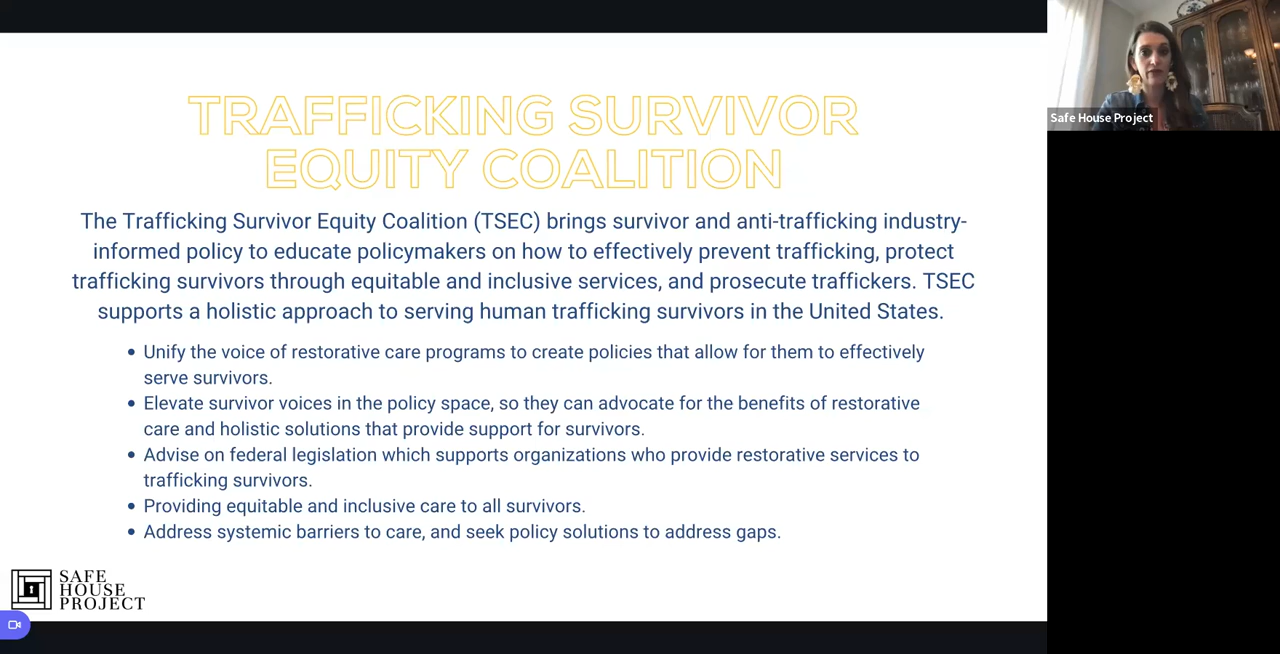 TRAFFICKING SURVIVOR
EQUITY COALITION
The Trafficking Survivor Equity Coalition (TSEC) brings survivor and anti-trafficking industry-
informed policy to educate policymakers on how to effectively prevent trafficking, protect
trafficking survivors through equitable and inclusive services, and prosecute traffickers. TSEC
supports a holistic approach to serving human trafficking survivors in the United States.
• Unify the voice of restorative care programs to create policies that allow for them to effectively
serve survivors.
• Elevate survivor voices in the policy space, so they can advocate for the benefits of restorative
care and holistic solutions that provide support for survivors.
• Advise on federal legislation which supports organizations who provide restorative services to
trafficking survivors.
• Providing equitable and inclusive care to all survivors.
• Address systemic barriers to care, and seek policy solutions to address gaps.
SAFE
HOUSE
PROJECT
Safe House Project